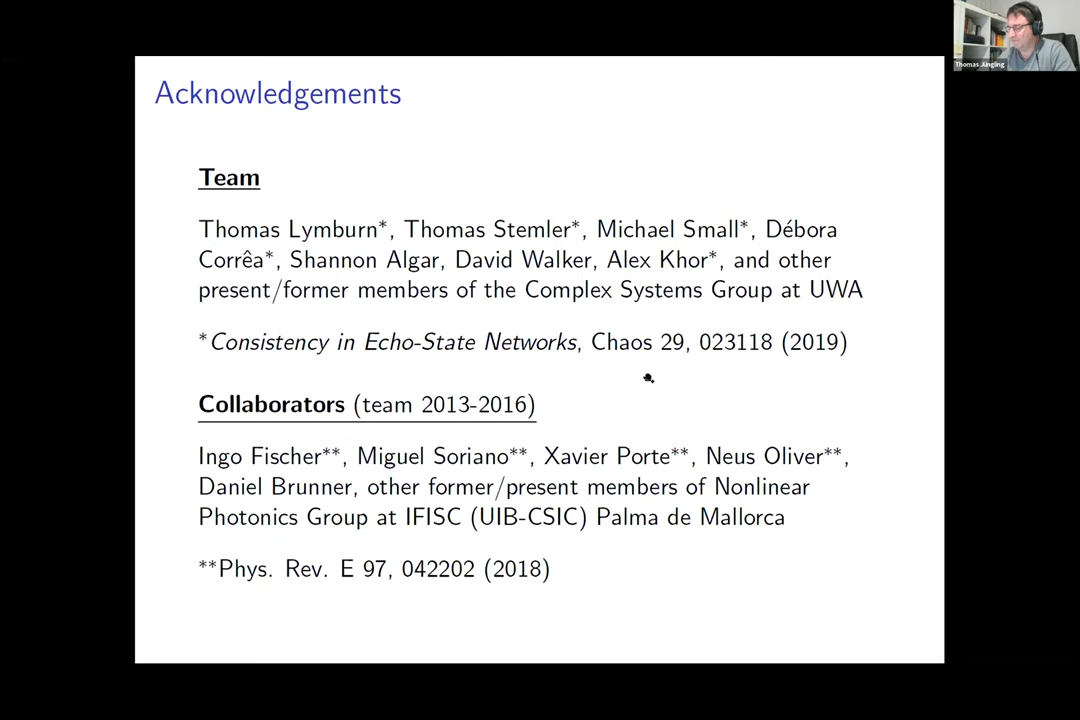 Thomas Jüngling
Acknowledgements
Team
Thomas Lymburn*, Thomas Stemler*, Michael Small*, Débora
Corrêa*, Shannon Algar, David Walker, Alex Khor*, and other
present/former members of the Complex Systems Group at UWA
*Consistency in Echo-State Networks, Chaos 29, 023118 (2019)
Collaborators (team 2013-2016)
Ingo Fischer**, Miguel Soriano**, Xavier Porte**, Neus Oliver**,
Daniel Brunner, other former/present members of Nonlinear
Photonics Group at IFISC (UIB-CSIC) Palma de Mallorca
**Phys. Rev. E 97, 042202 (2018)